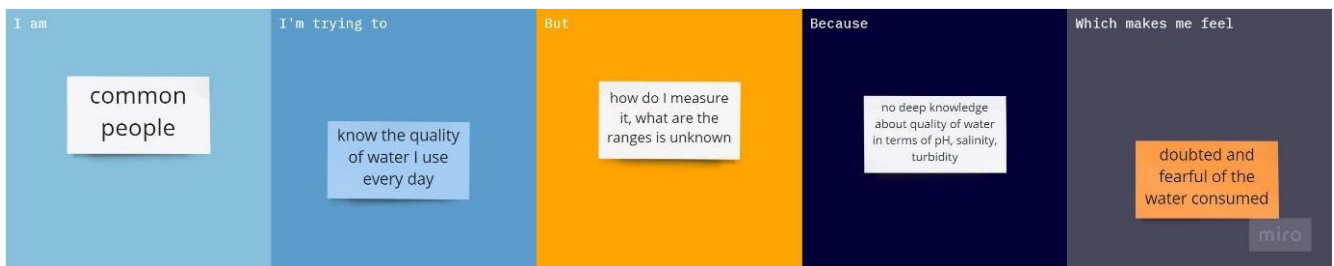 I am
common
people
I'm trying to
know the quality
of water I use
every day
But
how do I measure
it, what are the
ranges is unknown
Because
no deep knowledge
about quality of water
in terms of pH, salinity,
turbidity
Which makes me feel
doubted and
fearful of the
water consumed
miro